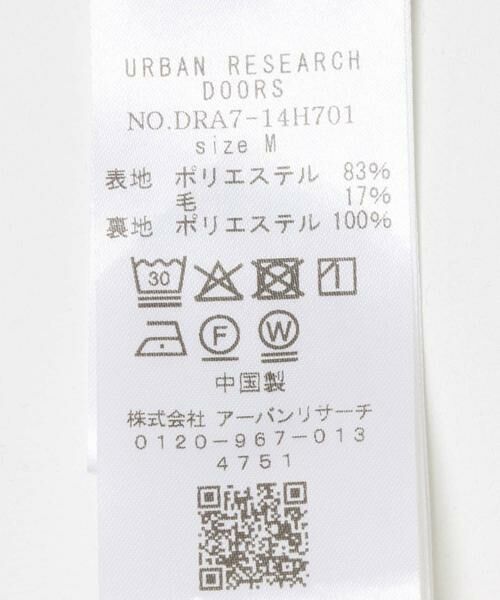 URBAN RESEARCH
DOORS
NO.DRA7-14H701
size M
表地 ポリエステル 83%
毛 17%
裏地 ポリエステル 100%
30
F W
中国製
株式会社 アーバンリサーチ
0120-967-013
4751